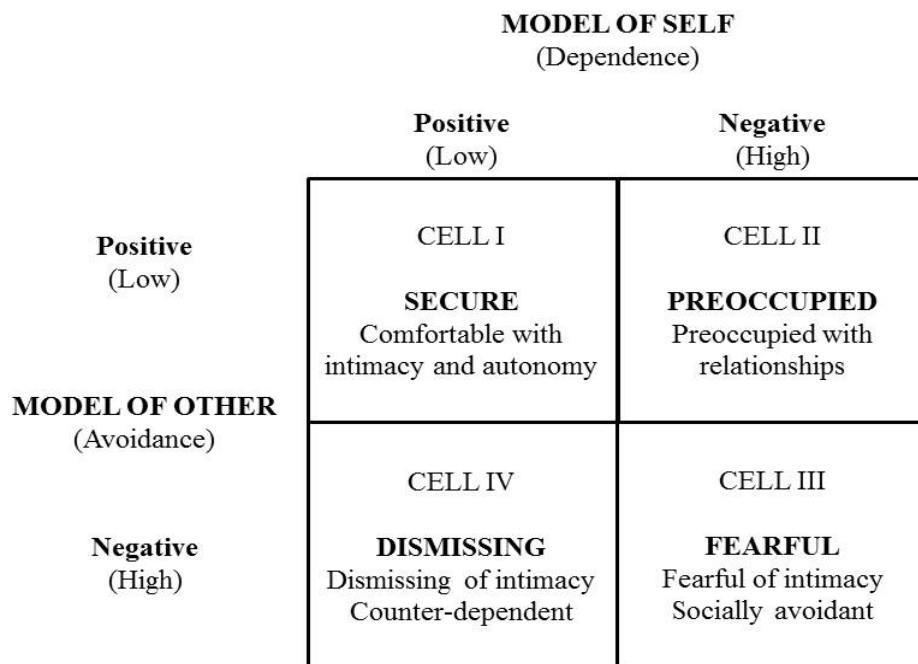 MODEL OF SELF
(Dependence)
Positive
(Low)
Negative
(High)
Positive
(Low)
CELL I
SECURE
Comfortable with
intimacy and autonomy
CELL II
PREOCCUPIED
Preoccupied with
relationships
MODEL OF OTHER
(Avoidance)
Negative
(High)
CELL IV
DISMISSING
Dismissing of intimacy
Counter-dependent
CELL III
FEARFUL
Fearful of intimacy
Socially avoidant